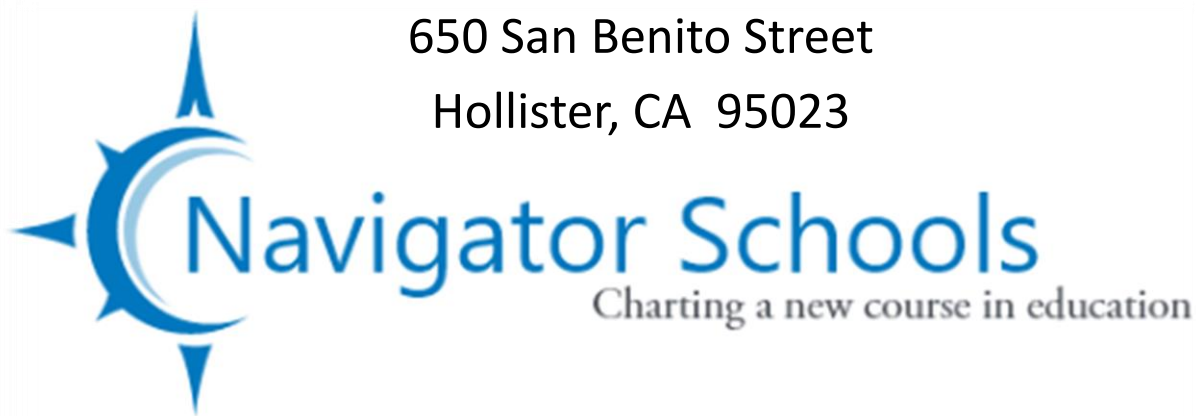 650 San Benito Street
Hollister, CA  95023
Navigator Schools
Charting a new course in education